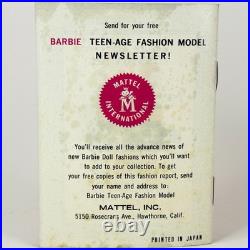 Send for your free
BARBIE TEEN-AGE FASHION MODEL
NEWSLETTER!
MATTEL
M
INTERNATIONAL
You'll receive all the advance news of
new Barbie Doll fashions which you'll want
to add to your collection. To get
your free copies of this fashion report, send
your name and address to:
Barbie Teen-Age Fashion Model
MATTEL, INC.
5150 Rosecrans Ave., Hawthorne, Calif.
PRINTED IN JAPAN